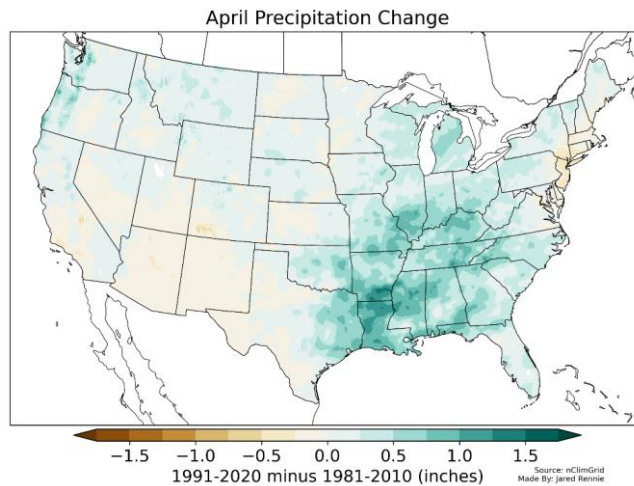 April Precipitation Change
−1.5 −1.0 −0.5 0.0 0.5 1.0 1.5
1991-2020 minus 1981-2010 (inches)
Source: nClimGrid
Made By: Jared Rennie